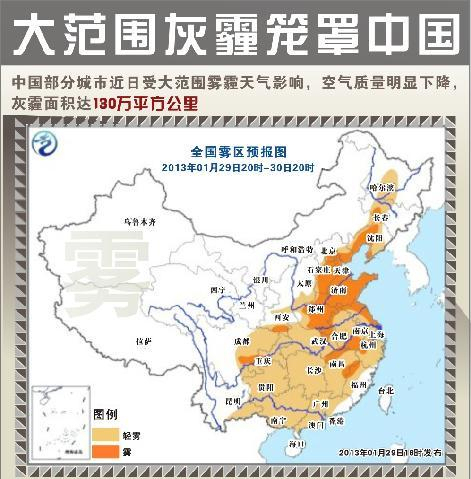 大范围灰霾笼罩中国
中国部分城市近日受大范围雾霾天气影响，空气质量明显下降，
灰霾面积达130万平方公里
全国雾区预报图
2013年01月29日20时-30日20时
哈尔滨
乌鲁木齐
长春
沈阳
呼和浩特
北京
雾
石家庄
天津
银川
太原
济南
西宁
兰州
郑州
西安
拉萨
成都
合肥
南京
上海
武汉
杭州
重庆
南昌
长沙
贵阳
福州
台北
昆明
广州
南宁
澳门
香港
海口
图例
轻雾
雾
2013年01月29日18时发布